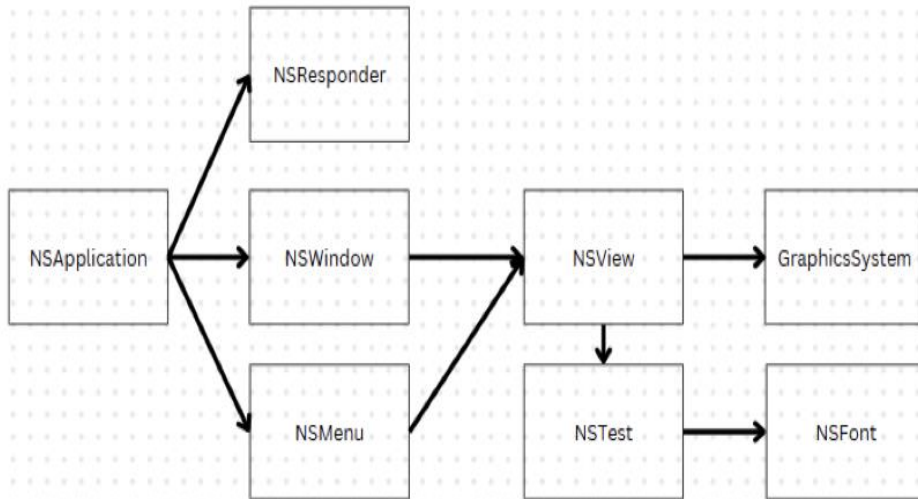 NSResponder
NSApplication
NSWindow
NSView
GraphicsSystem
NSMenu
NSTest
NSFont